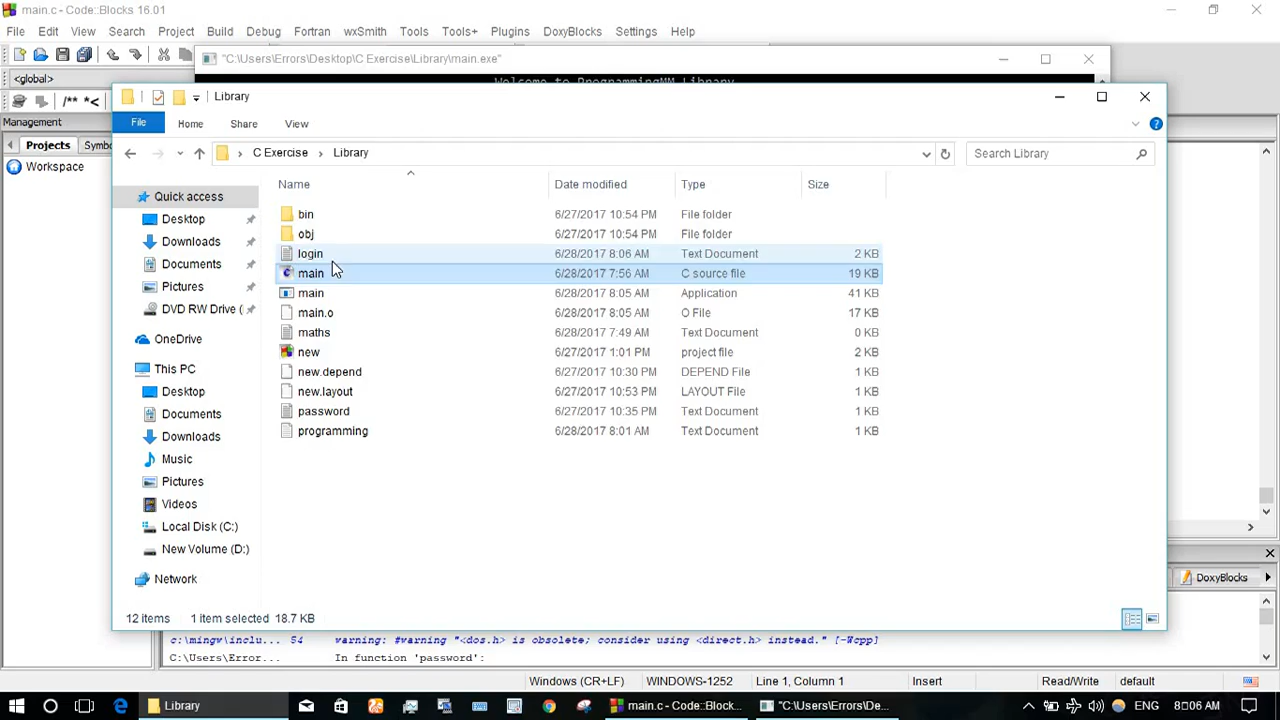 main.c - Code::Blocks 16.01
File Edit View Search Project Build Debug Fortran wxSmith Tools Tools+ Plugins DoxyBlocks Settings Help
"C:\Users\Errors\Desktop\C Exercise\Library\main.exe"
<global>
Welcome to ProgrammingMM Library
/** *<
Library
Management
File Home Share View
Projects Symbo
C Exercise Library
Search Library
Workspace
Name Date modified Type Size
Quick access
Desktop
Downloads
Documents
Pictures
DVD RW Drive (
OneDrive
This PC
Desktop
Documents
Downloads
Music
Pictures
Videos
Local Disk (C:)
New Volume (D:)
Network
bin 6/27/2017 10:54 PM File folder
obj 6/27/2017 10:54 PM File folder
login 6/28/2017 8:06 AM Text Document 2 KB
main 6/28/2017 7:56 AM C source file 19 KB
main 6/28/2017 8:05 AM Application 41 KB
main.o 6/28/2017 8:05 AM O File 17 KB
maths 6/28/2017 7:49 AM Text Document 0 KB
new 6/27/2017 1:01 PM project file 2 KB
new.depend 6/27/2017 10:30 PM DEPEND File 1 KB
new.layout 6/27/2017 10:53 PM LAYOUT File 1 KB
password 6/27/2017 10:35 PM Text Document 1 KB
programming 6/28/2017 8:01 AM Text Document 1 KB
DoxyBlocks
12 items 1 item selected 18.7 KB
c:\mingw\inclu... 54 warning: #warning "<dos.h> is obsolete; consider using <direct.h> instead." [-Wcpp]
C:\Users\Error... In function 'password':
Windows (CR+LF) WINDOWS-1252 Line 1, Column 1 Insert Read/Write default
Library
main.c - Code::Block...
"C:\Users\Errors\De...
ENG
8:06 AM